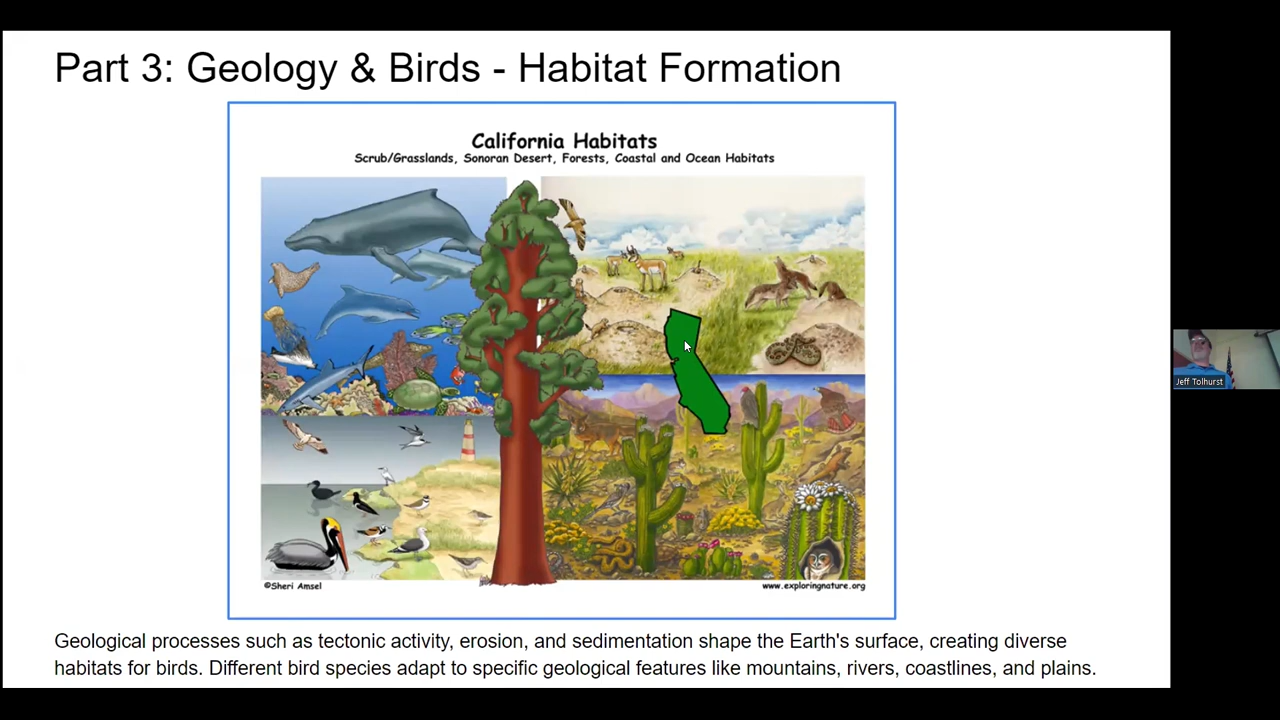 Part 3: Geology & Birds - Habitat Formation
California Habitats
Scrub/Grasslands, Sonoran Desert, Forests, Coastal and Ocean Habitats
©Sheri Amsel
www.exploringnature.org
Jeff Tolhurst
Geological processes such as tectonic activity, erosion, and sedimentation shape the Earth's surface, creating diverse
habitats for birds. Different bird species adapt to specific geological features like mountains, rivers, coastlines, and plains.